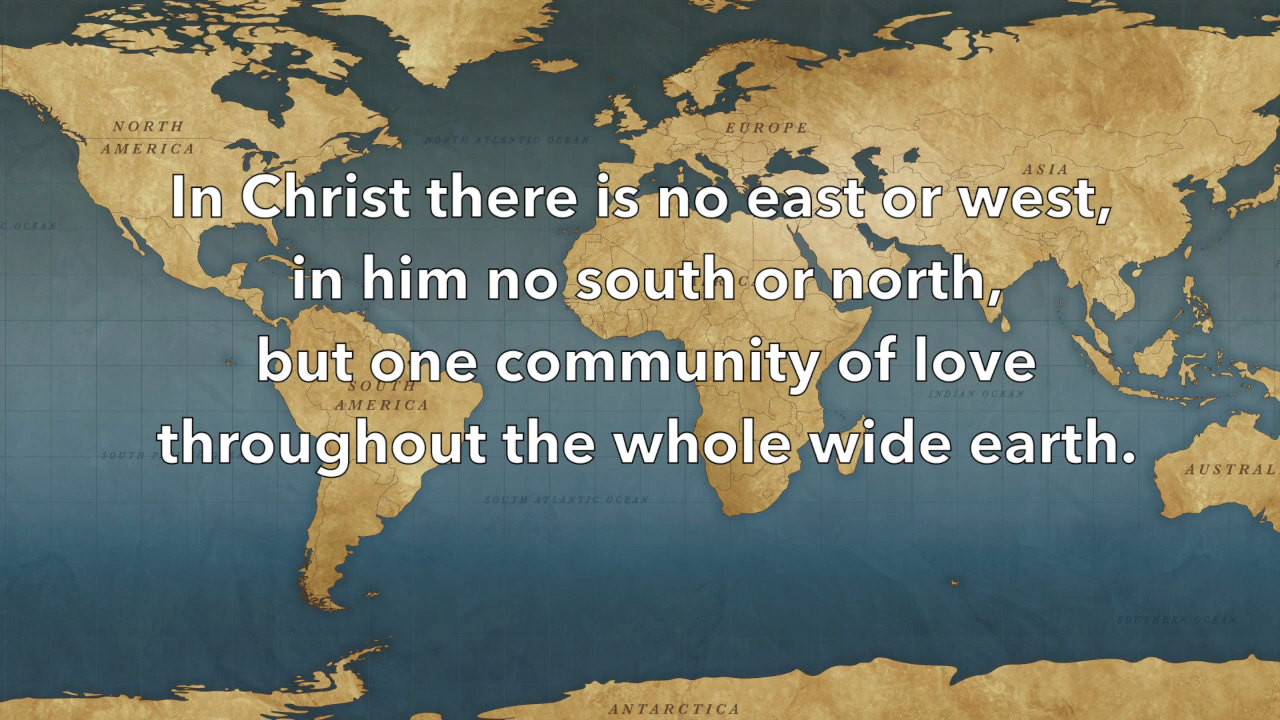 NORTH
AMERICA
NORTH ATLANTIC OCEAN
EUROPE
ASIA
In Christ there is no east or west,
OCEAN
in him no south or north,
but one community of love
SOUTH
AMERICA
INDIAN OCEAN
throughout the whole wide earth.
SOUTH
AUSTRAL
SOUTH ATLANTIC OCEAN
SOUTHERN OCEAN
ANTARCTICA